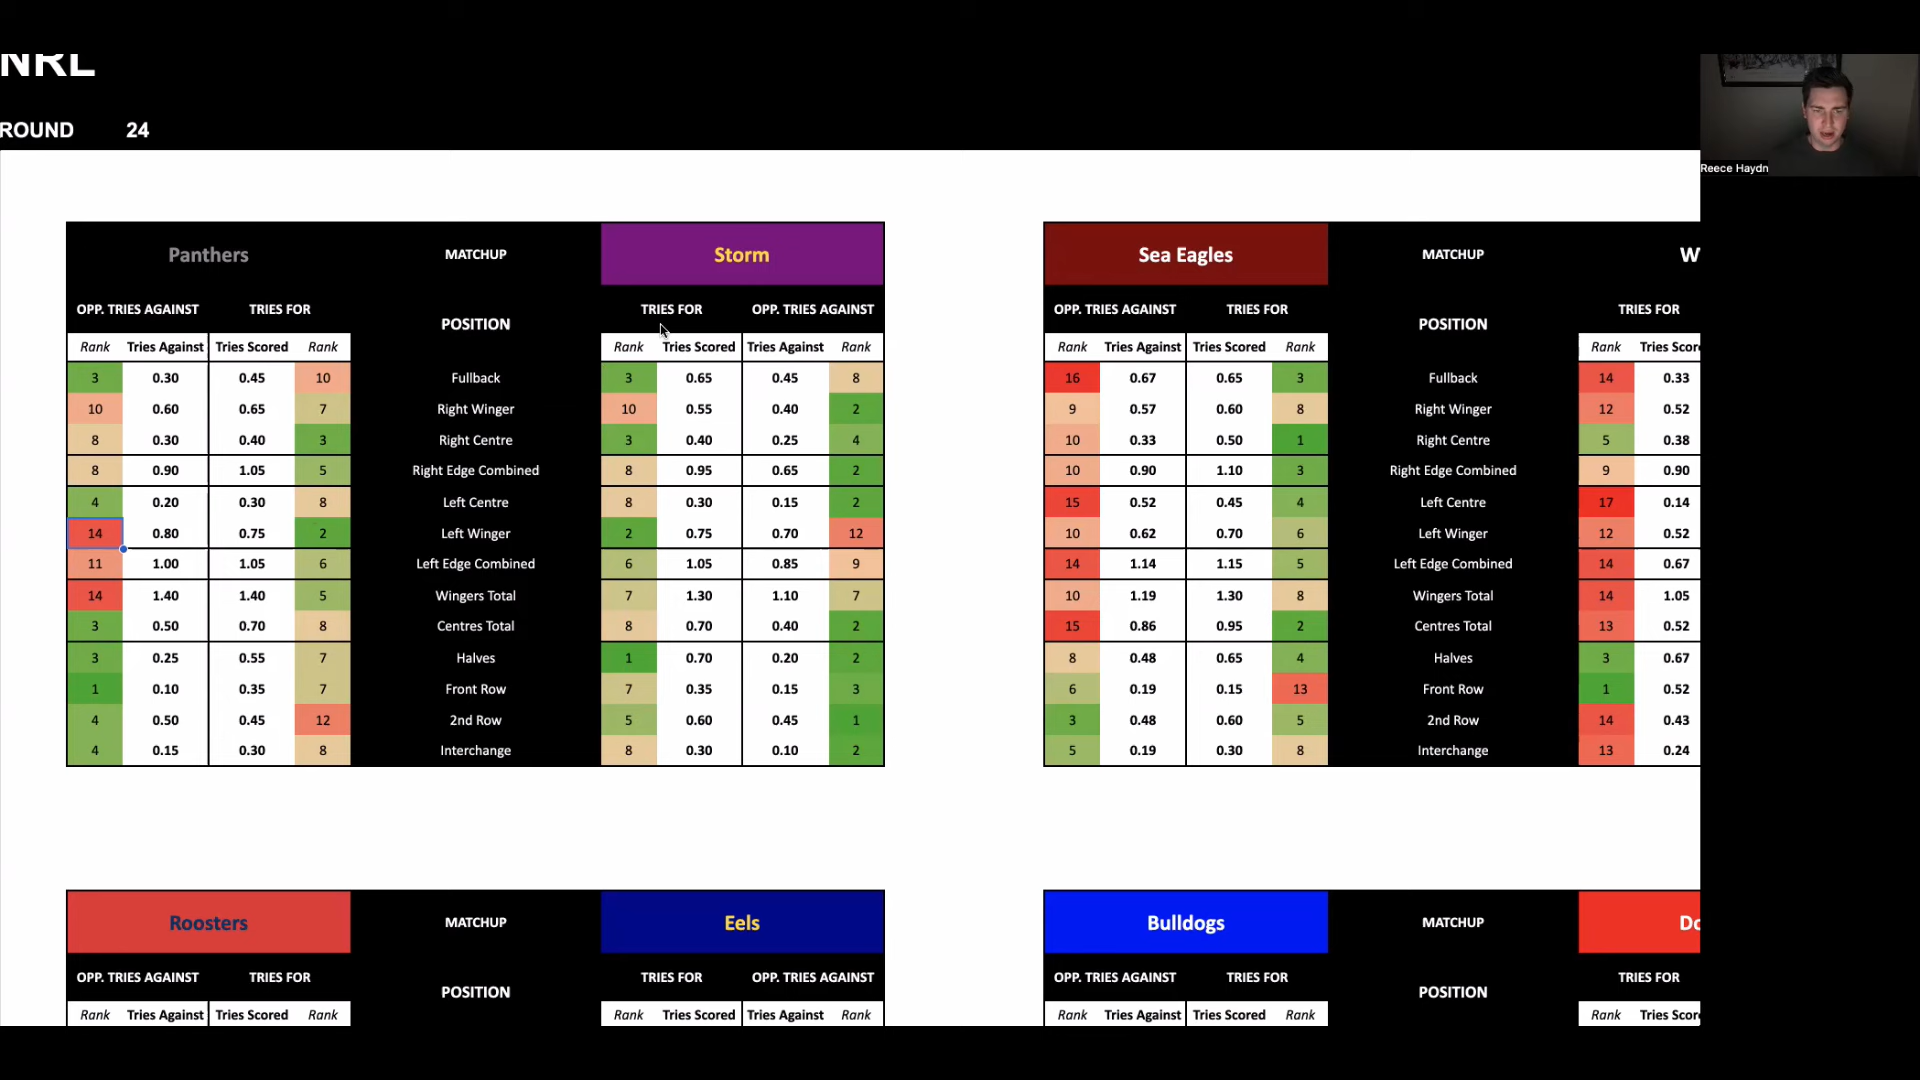 NRL
ROUND 24
Reece Haydn
Panthers MATCHUP Storm
OPP. TRIES AGAINST TRIES FOR POSITION TRIES FOR OPP. TRIES AGAINST
Rank Tries Against Tries Scored Rank Rank Tries Scored Tries Against Rank
3 0.30 0.45 10 Fullback 3 0.65 0.45 8
10 0.60 0.65 7 Right Winger 10 0.55 0.40 2
8 0.30 0.40 3 Right Centre 3 0.40 0.25 4
8 0.90 1.05 5 Right Edge Combined 8 0.95 0.65 2
4 0.20 0.30 8 Left Centre 8 0.30 0.15 2
14 0.80 0.75 2 Left Winger 2 0.75 0.70 12
11 1.00 1.05 6 Left Edge Combined 6 1.05 0.85 9
14 1.40 1.40 5 Wingers Total 7 1.30 1.10 7
3 0.50 0.70 8 Centres Total 8 0.70 0.40 2
3 0.25 0.55 7 Halves 1 0.70 0.20 2
1 0.10 0.35 7 Front Row 7 0.35 0.15 3
4 0.50 0.45 12 2nd Row 5 0.60 0.45 1
4 0.15 0.30 8 Interchange 8 0.30 0.10 2
Sea Eagles MATCHUP W
OPP. TRIES AGAINST TRIES FOR POSITION TRIES FOR
Rank Tries Against Tries Scored Rank Rank Tries Scor
16 0.67 0.65 3 Fullback 14 0.33
9 0.57 0.60 8 Right Winger 12 0.52
10 0.33 0.50 1 Right Centre 5 0.38
10 0.90 1.10 3 Right Edge Combined 9 0.90
15 0.52 0.45 4 Left Centre 17 0.14
10 0.62 0.70 6 Left Winger 12 0.52
14 1.14 1.15 5 Left Edge Combined 14 0.67
10 1.19 1.30 8 Wingers Total 14 1.05
15 0.86 0.95 2 Centres Total 13 0.52
8 0.48 0.65 4 Halves 3 0.67
6 0.19 0.15 13 Front Row 1 0.52
3 0.48 0.60 5 2nd Row 14 0.43
5 0.19 0.30 8 Interchange 13 0.24
Roosters MATCHUP Eels
OPP. TRIES AGAINST TRIES FOR POSITION TRIES FOR OPP. TRIES AGAINST
Rank Tries Against Tries Scored Rank Rank Tries Scored Tries Against Rank
Bulldogs MATCHUP Do
OPP. TRIES AGAINST TRIES FOR POSITION TRIES FOR
Rank Tries Against Tries Scored Rank Rank Tries Scor